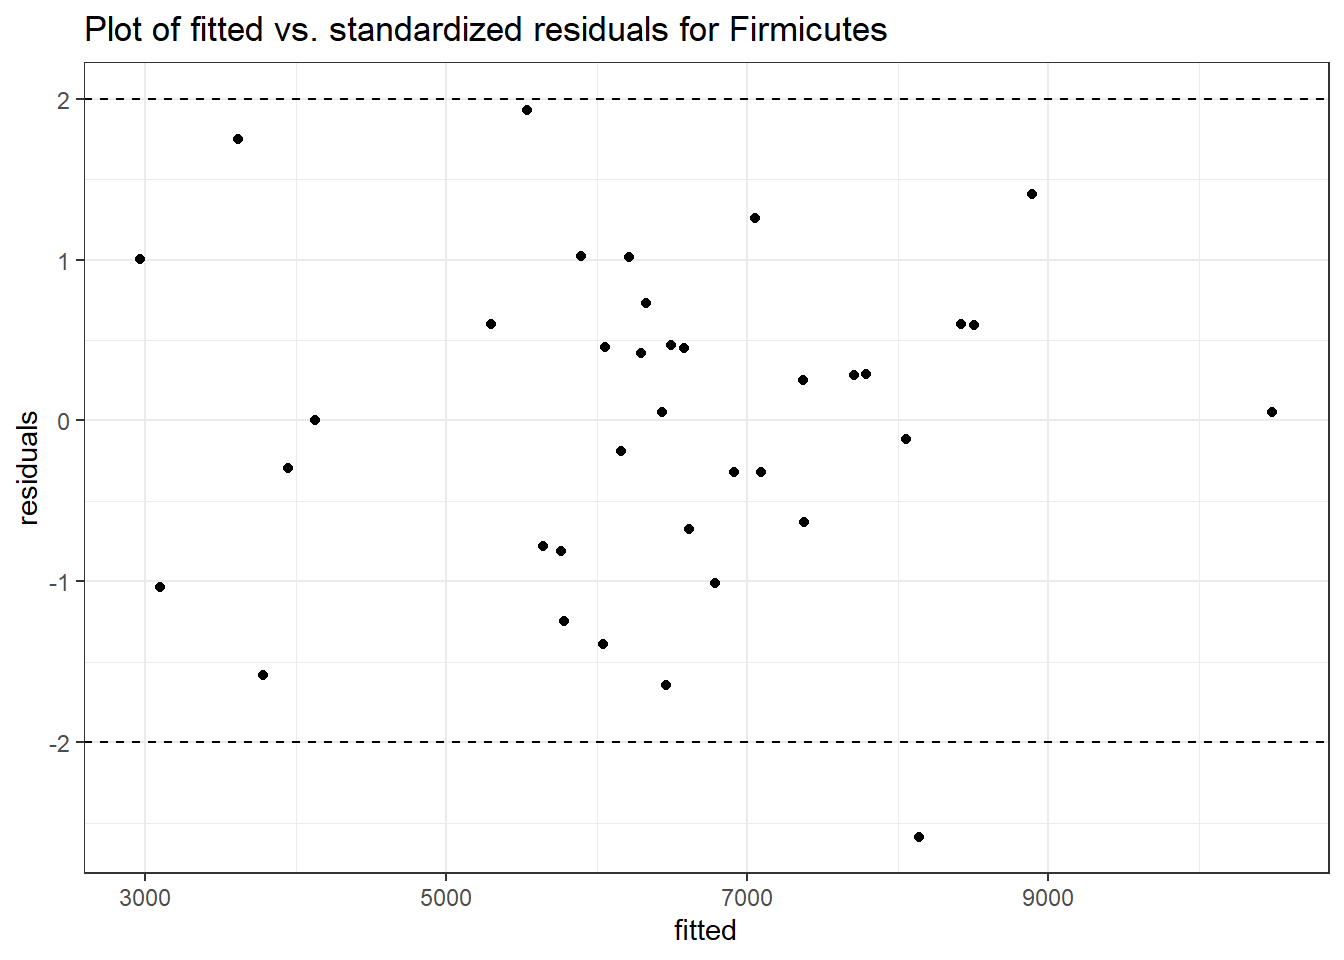 Plot of fitted vs. standardized residuals for Firmicutes
2
1
0
-1
-2
residuals
3000 5000 7000 9000
fitted